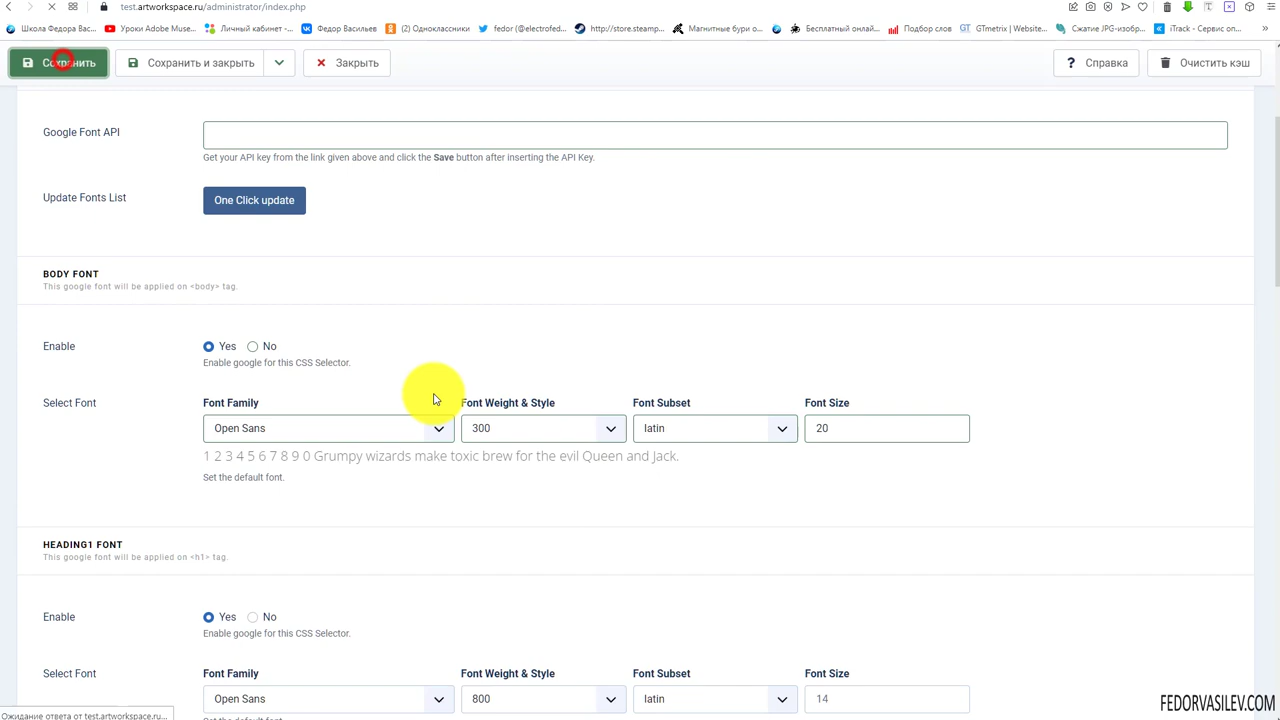 test.artworkspace.ru/administrator/index.php
Школа Федора Вас...
Уроки Adobe Muse...
Личный кабинет -...
Федор Васильев
(2) Одноклассники
fedor (@electrofed...
http://store.steamp...
Магнитные бури о...
Бесплатный онлай...
Подбор слов
GTmetrix | Website...
Сжатие JPG-изобр...
iTrack - Сервис оп...
Сохранить
Сохранить и закрыть
Закрыть
Справка
Очистить кэш
Google Font API
Get your API key from the link given above and click the Save button after inserting the API Key.
Update Fonts List
One Click update
BODY FONT
This google font will be applied on <body> tag.
Enable
Yes
No
Enable google for this CSS Selector.
Select Font
Font Family
Font Weight & Style
Font Subset
Font Size
Open Sans
300
latin
20
1 2 3 4 5 6 7 8 9 0 Grumpy wizards make toxic brew for the evil Queen and Jack.
Set the default font.
HEADING1 FONT
This google font will be applied on <h1> tag.
Enable
Yes
No
Enable google for this CSS Selector.
Select Font
Font Family
Font Weight & Style
Font Subset
Font Size
Open Sans
800
latin
14
Ожидание ответа от test.artworkspace.ru...
FEDORVASILEV.COM